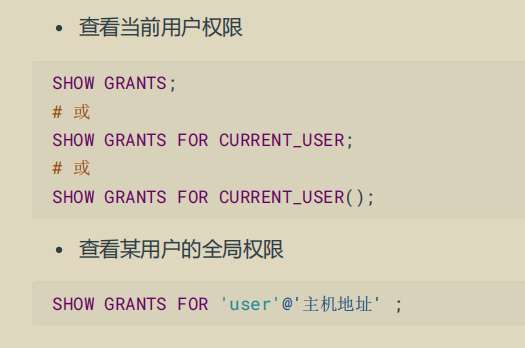 • 查看当前用户权限
SHOW GRANTS;
# 或
SHOW GRANTS FOR CURRENT_USER;
# 或
SHOW GRANTS FOR CURRENT_USER();
• 查看某用户的全局权限
SHOW GRANTS FOR 'user'@'主机地址' ;